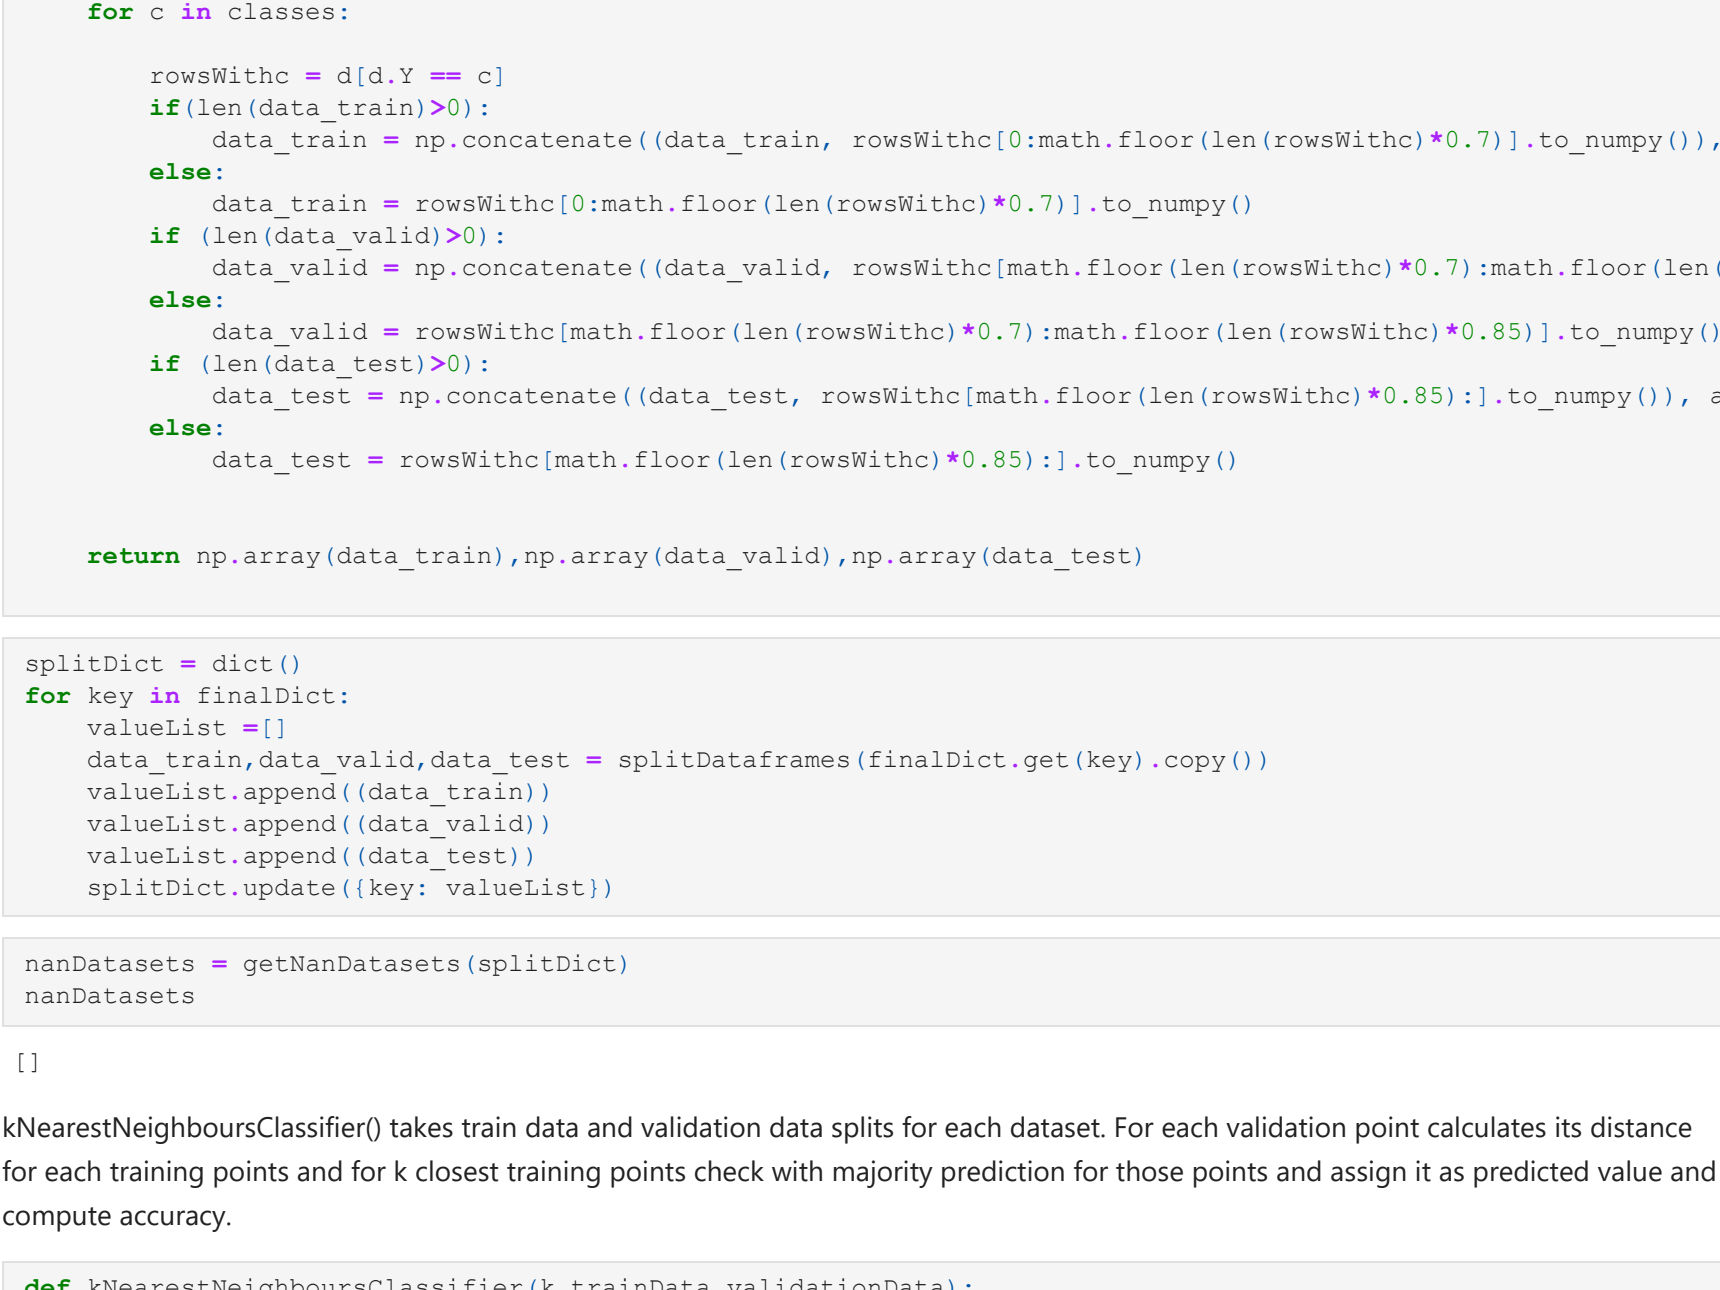 for c in classes:
rowsWithc = d[d.Y == c]
if(len(data_train)>0):
data_train = np.concatenate((data_train, rowsWithc[0:math.floor(len(rowsWithc)*0.7)].to_numpy()),
else:
data_train = rowsWithc[0:math.floor(len(rowsWithc)*0.7)].to_numpy()
if (len(data_valid)>0):
data_valid = np.concatenate((data_valid, rowsWithc[math.floor(len(rowsWithc)*0.7):math.floor(len(
else:
data_valid = rowsWithc[math.floor(len(rowsWithc)*0.7):math.floor(len(rowsWithc)*0.85)].to_numpy()
if (len(data_test)>0):
data_test = np.concatenate((data_test, rowsWithc[math.floor(len(rowsWithc)*0.85):].to_numpy()), a
else:
data_test = rowsWithc[math.floor(len(rowsWithc)*0.85):].to_numpy()
return np.array(data_train),np.array(data_valid),np.array(data_test)
splitDict = dict()
for key in finalDict:
valueList =[]
data_train,data_valid,data_test = splitDataframes(finalDict.get(key).copy())
valueList.append((data_train))
valueList.append((data_valid))
valueList.append((data_test))
splitDict.update({key: valueList})
nanDatasets = getNanDatasets(splitDict)
nanDatasets
[]
kNearestNeighboursClassifier() takes train data and validation data splits for each dataset. For each validation point calculates its distance
for each training points and for k closest training points check with majority prediction for those points and assign it as predicted value and
compute accuracy.
def kNearestNeighboursClassifier(k,trainData,validationData):